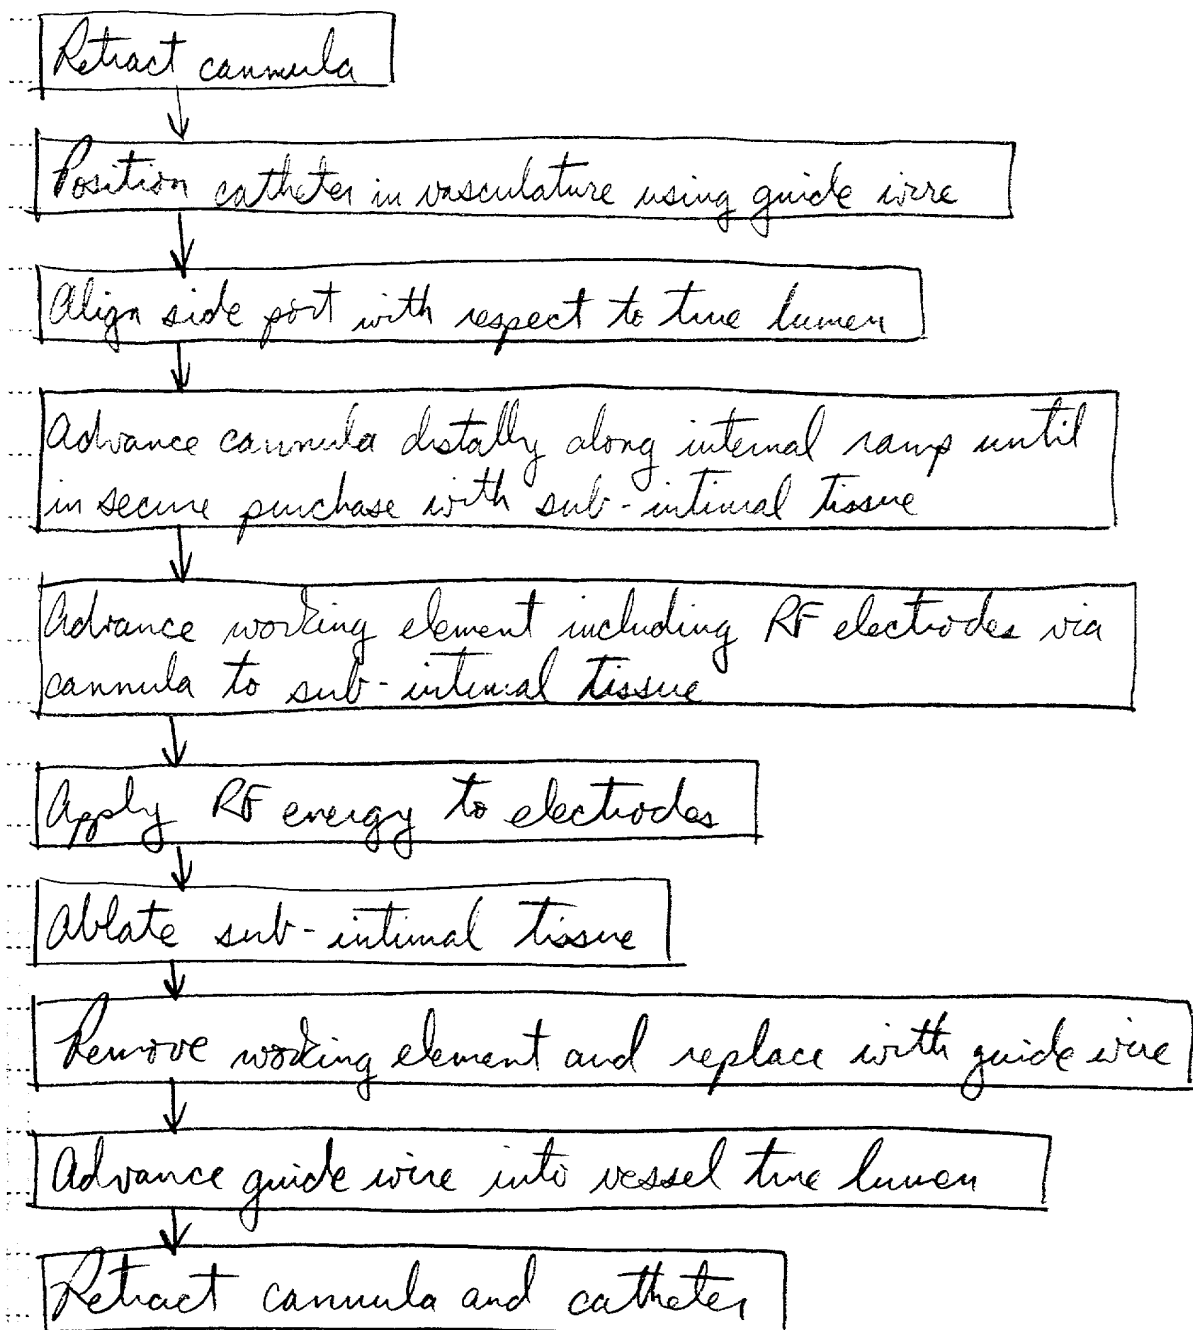 Retract cannula
Position catheter in vasculature using guide wire
Align side port with respect to true lumen
Advance cannula distally along internal ramp until
in secure purchase with sub-intimal tissue
Advance working element including RF electrodes via
cannula to sub-intimal tissue
Apply RF energy to electrodes
Ablate sub-intimal tissue
Remove working element and replace with guide wire
Advance guide wire into vessel true lumen
Retract cannula and catheter